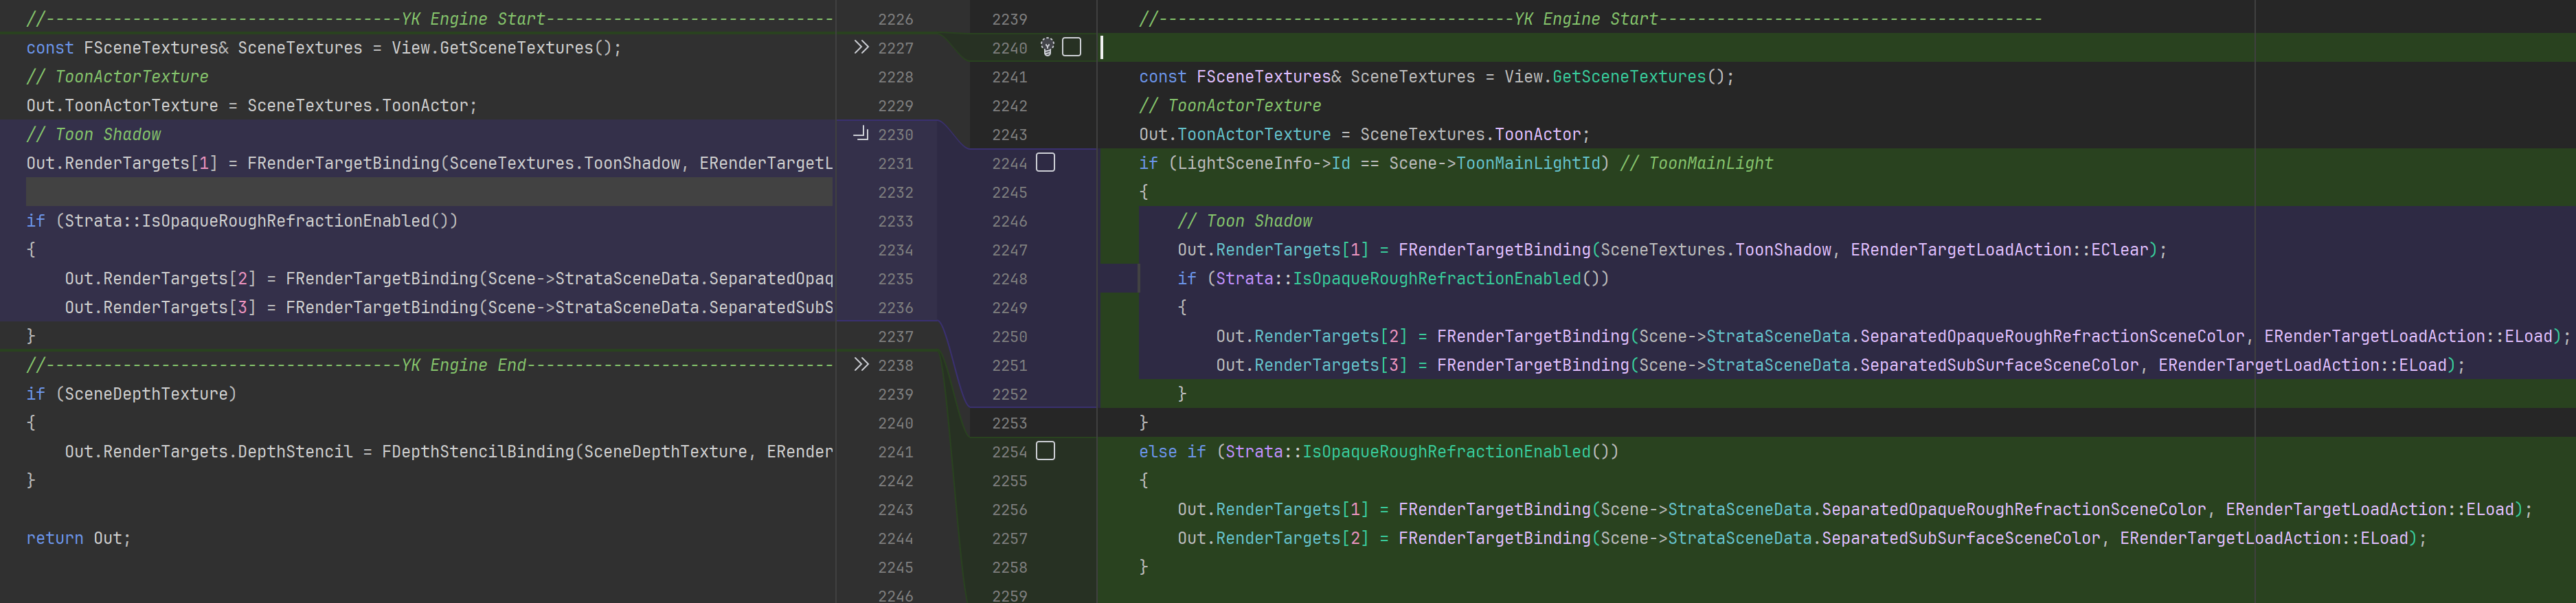 //-------------------------------------YK Engine Start------------------------------
const FSceneTextures& SceneTextures = View.GetSceneTextures();
// ToonActorTexture
Out.ToonActorTexture = SceneTextures.ToonActor;
// Toon Shadow
Out.RenderTargets[1] = FRenderTargetBinding(SceneTextures.ToonShadow, ERenderTargetL
if (Strata::IsOpaqueRoughRefractionEnabled())
{
    Out.RenderTargets[2] = FRenderTargetBinding(Scene->StrataSceneData.SeparatedOpaq
    Out.RenderTargets[3] = FRenderTargetBinding(Scene->StrataSceneData.SeparatedSubS
}
//-------------------------------------YK Engine End--------------------------------
if (SceneDepthTexture)
{
    Out.RenderTargets.DepthStencil = FDepthStencilBinding(SceneDepthTexture, ERender
}
return Out;
2226
2227
2228
2229
2230
2231
2232
2233
2234
2235
2236
2237
2238
2239
2240
2241
2242
2243
2244
2245
2246
2239
2240
2241
2242
2243
2244
2245
2246
2247
2248
2249
2250
2251
2252
2253
2254
2255
2256
2257
2258
2259
//-------------------------------------YK Engine Start----------------------------------------
const FSceneTextures& SceneTextures = View.GetSceneTextures();
// ToonActorTexture
Out.ToonActorTexture = SceneTextures.ToonActor;
if (LightSceneInfo->Id == Scene->ToonMainLightId) // ToonMainLight
{
    // Toon Shadow
    Out.RenderTargets[1] = FRenderTargetBinding(SceneTextures.ToonShadow, ERenderTargetLoadAction::EClear);
    if (Strata::IsOpaqueRoughRefractionEnabled())
    {
        Out.RenderTargets[2] = FRenderTargetBinding(Scene->StrataSceneData.SeparatedOpaqueRoughRefractionSceneColor, ERenderTargetLoadAction::ELoad);
        Out.RenderTargets[3] = FRenderTargetBinding(Scene->StrataSceneData.SeparatedSubSurfaceSceneColor, ERenderTargetLoadAction::ELoad);
    }
}
else if (Strata::IsOpaqueRoughRefractionEnabled())
{
    Out.RenderTargets[1] = FRenderTargetBinding(Scene->StrataSceneData.SeparatedOpaqueRoughRefractionSceneColor, ERenderTargetLoadAction::ELoad);
    Out.RenderTargets[2] = FRenderTargetBinding(Scene->StrataSceneData.SeparatedSubSurfaceSceneColor, ERenderTargetLoadAction::ELoad);
}